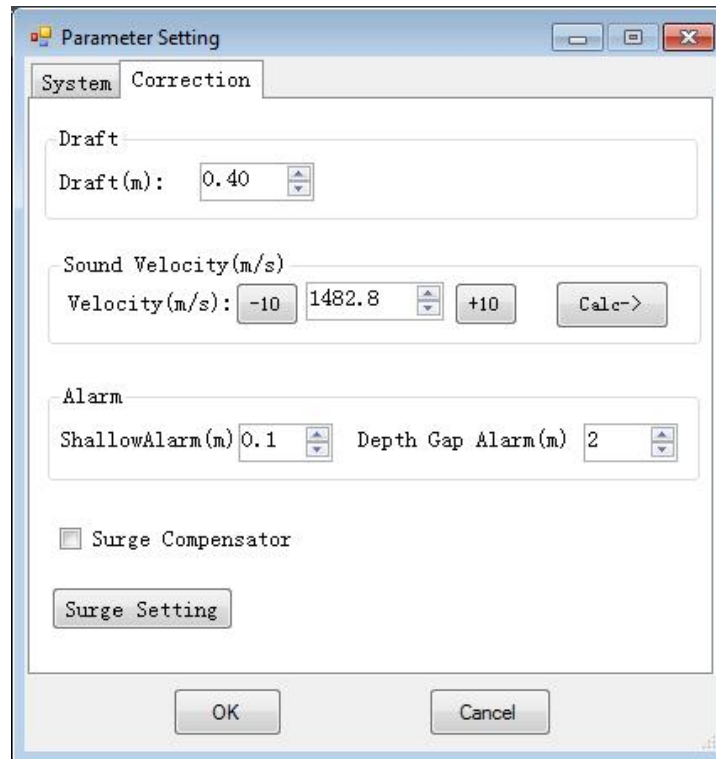 Parameter Setting
System Correction
Draft
Draft(m): 0.40
Sound Velocity(m/s)
Velocity(m/s): -10 1482.8 +10 Calc->
Alarm
ShallowAlarm(m) 0.1 Depth Gap Alarm(m) 2
Surge Compensator
Surge Setting
OK Cancel